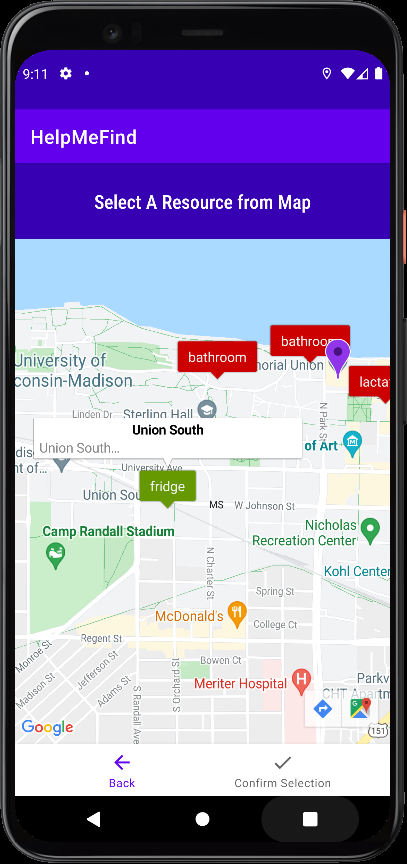 9:11
HelpMeFind
Select A Resource from Map
bathroom
bathroom
University of
consin-Madison
morial Union
lacta
Linden Dr
Sterling Hall
N Park St
Union South
Union South...
of Art
University Ave
Union Sou
fridge
MS
W Johnson St
Camp Randall Stadium
Nicholas
Recreation Center
N Charter St
Kohl Center
Spring St
McDonald's
College Ct
Regent St
Monroe St
Bowen Ct
Jefferson St
Madison St
Adams St
S Randall Ave
S Orchard St
Meriter Hospital
Parkv
CHT Apartm
Google
151
Back
Confirm Selection